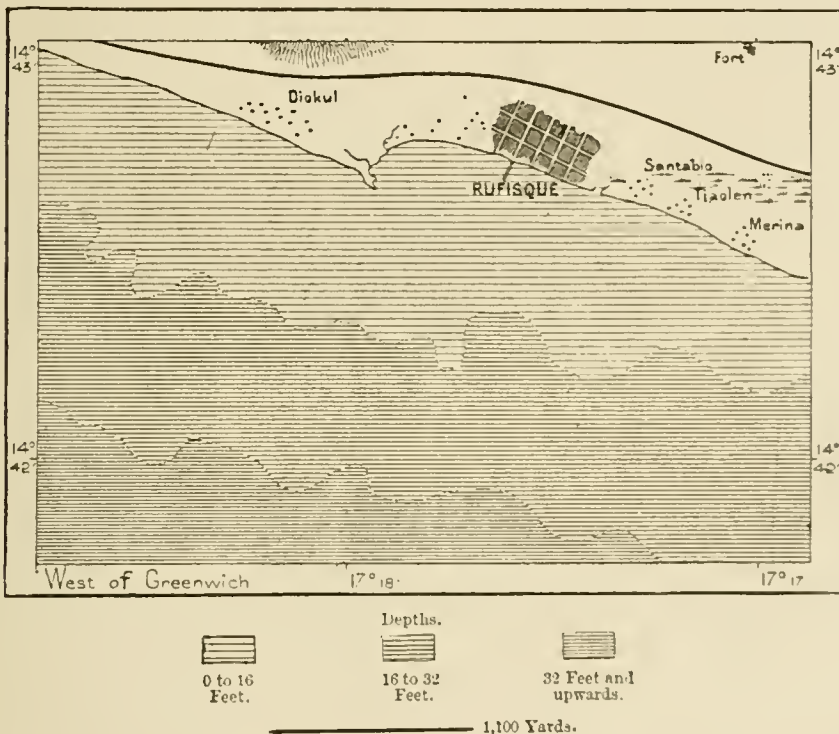 14° 43'
14° 43'
Fort
Diokul
Santabio
RUFISQUE
Tiaolen
Merina
14° 42'
14° 42'
West of Greenwich
17° 18'
17° 17
Depths.
0 to 16 Feet.
16 to 32 Feet.
32 Feet and upwards.
1,100 Yards.